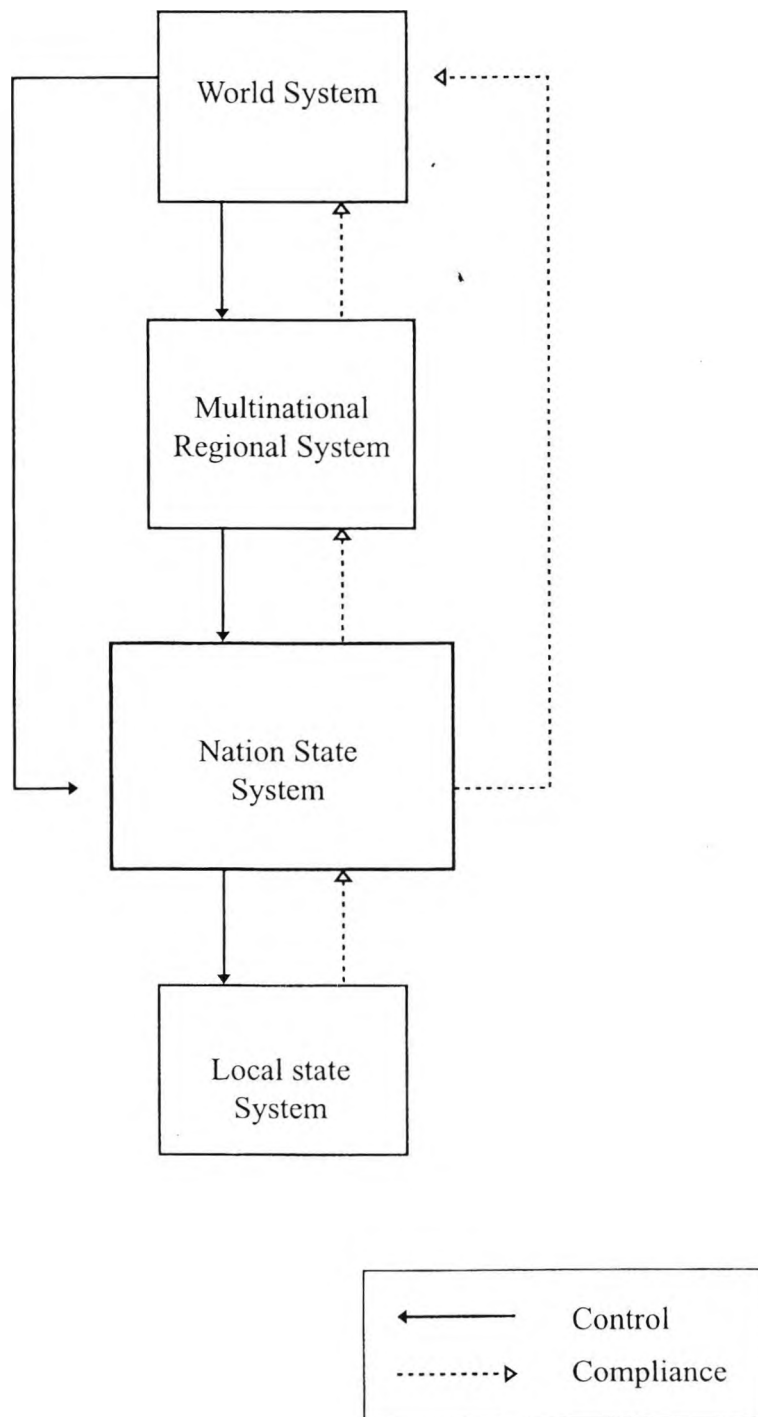 World System
Multinational
Regional System
Nation State
System
Local state
System
Control
Compliance